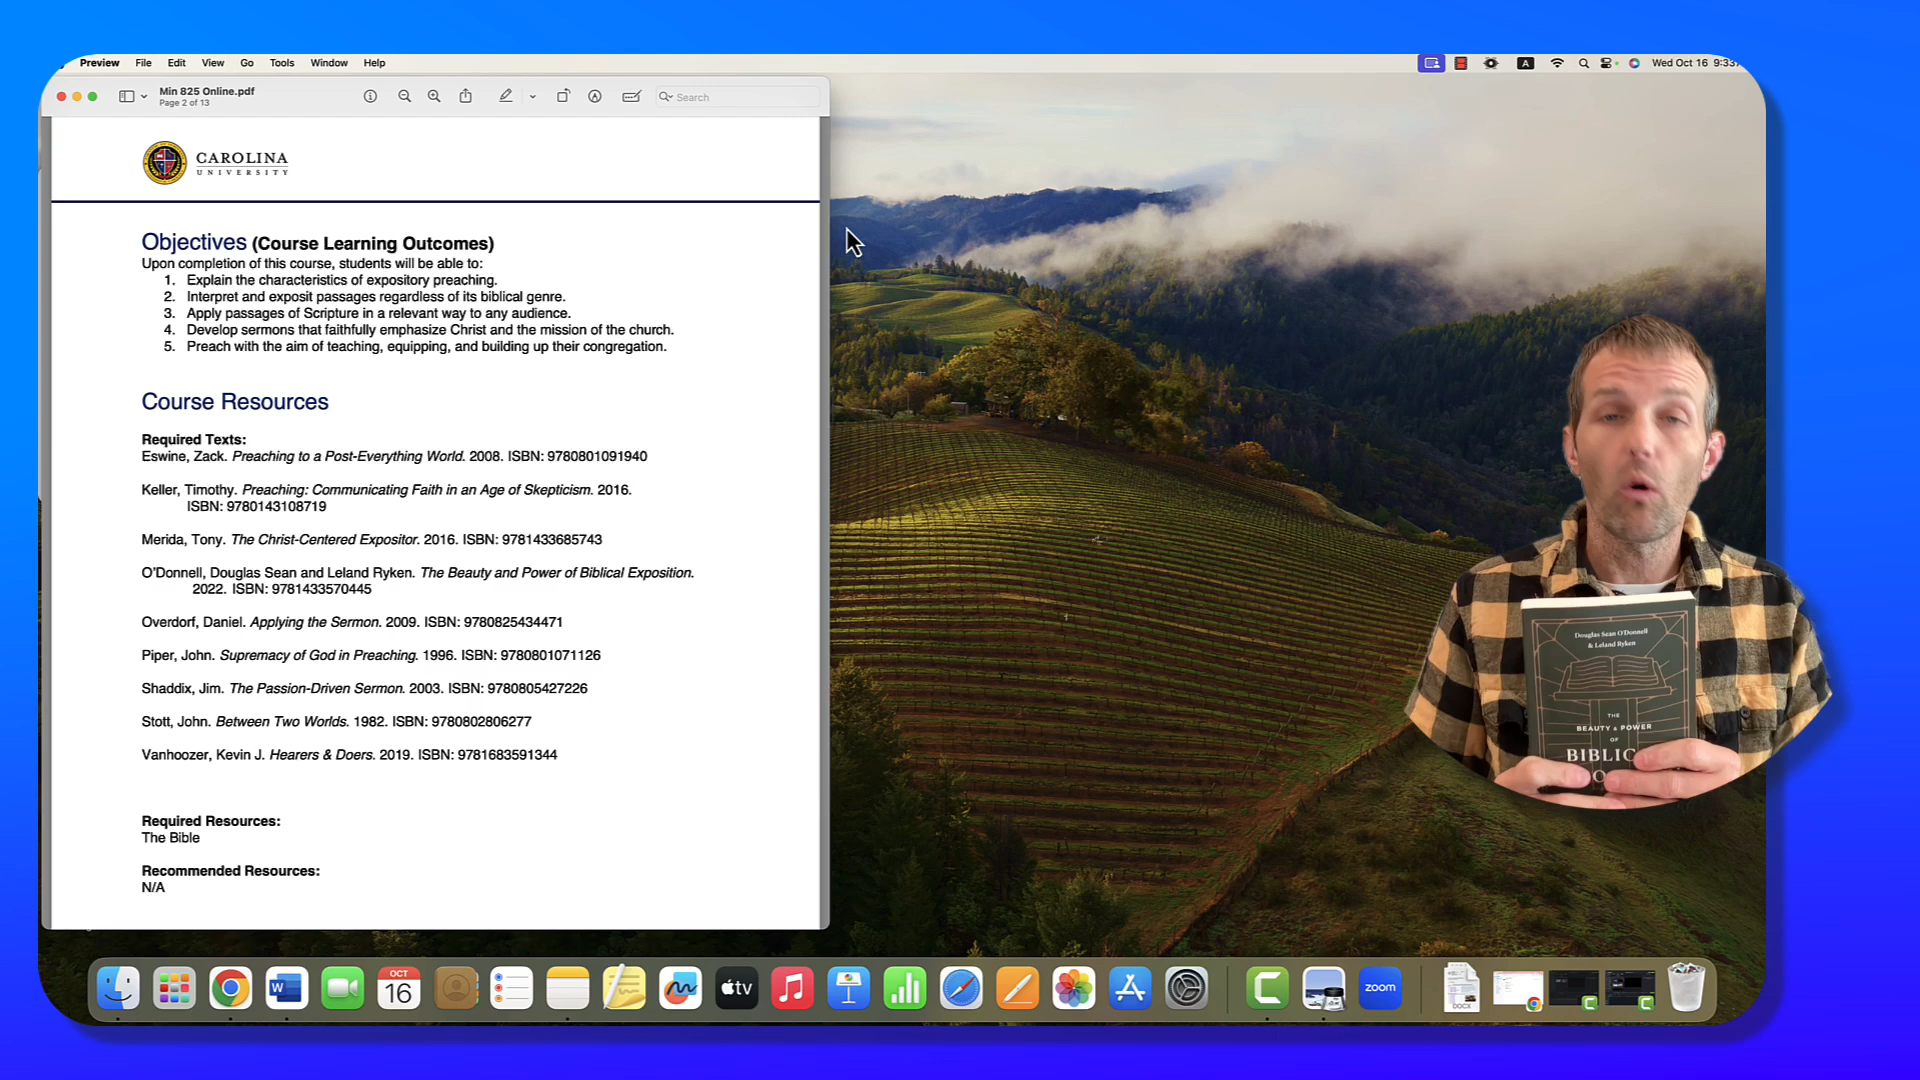 Preview File Edit View Go Tools Window Help
A
Wed Oct 16 9:33
Min 825 Online.pdf
Page 2 of 13
Search
CAROLINA
UNIVERSITY
Objectives (Course Learning Outcomes)
Upon completion of this course, students will be able to:
1. Explain the characteristics of expository preaching.
2. Interpret and exposit passages regardless of its biblical genre.
3. Apply passages of Scripture in a relevant way to any audience.
4. Develop sermons that faithfully emphasize Christ and the mission of the church.
5. Preach with the aim of teaching, equipping, and building up their congregation.
Course Resources
Required Texts:
Eswine, Zack. Preaching to a Post-Everything World. 2008. ISBN: 9780801091940
Keller, Timothy. Preaching: Communicating Faith in an Age of Skepticism. 2016.
ISBN: 9780143108719
Merida, Tony. The Christ-Centered Expositor. 2016. ISBN: 9781433685743
O'Donnell, Douglas Sean and Leland Ryken. The Beauty and Power of Biblical Exposition.
2022. ISBN: 9781433570445
Overdorf, Daniel. Applying the Sermon. 2009. ISBN: 9780825434471
Piper, John. Supremacy of God in Preaching. 1996. ISBN: 9780801071126
Shaddix, Jim. The Passion-Driven Sermon. 2003. ISBN: 9780805427226
Stott, John. Between Two Worlds. 1982. ISBN: 9780802806277
Vanhoozer, Kevin J. Hearers & Doers. 2019. ISBN: 9781683591344
Required Resources:
The Bible
Recommended Resources:
N/A
Douglas Sean O'Donnell
& Leland Ryken
THE
BEAUTY & POWER
OF
BIBLIC
W
OCT
16
tv
zoom
DOCX